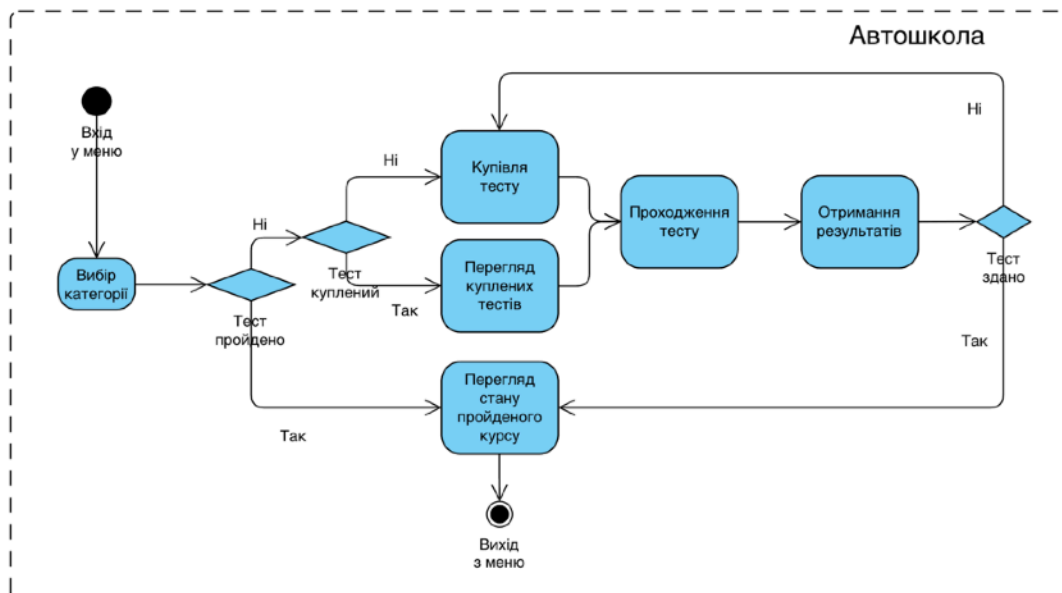 Автошкола
Вхід
у меню
Ні
Ні
Ні
Купівля
тесту
Проходження
тесту
Отримання
результатів
Вибір
категорії
Тест
куплений
Тест
пройдено
Так
Перегляд
куплених
тестів
Тест
здано
Так
Перегляд
стану
пройденого
курсу
Так
Вихід
з меню